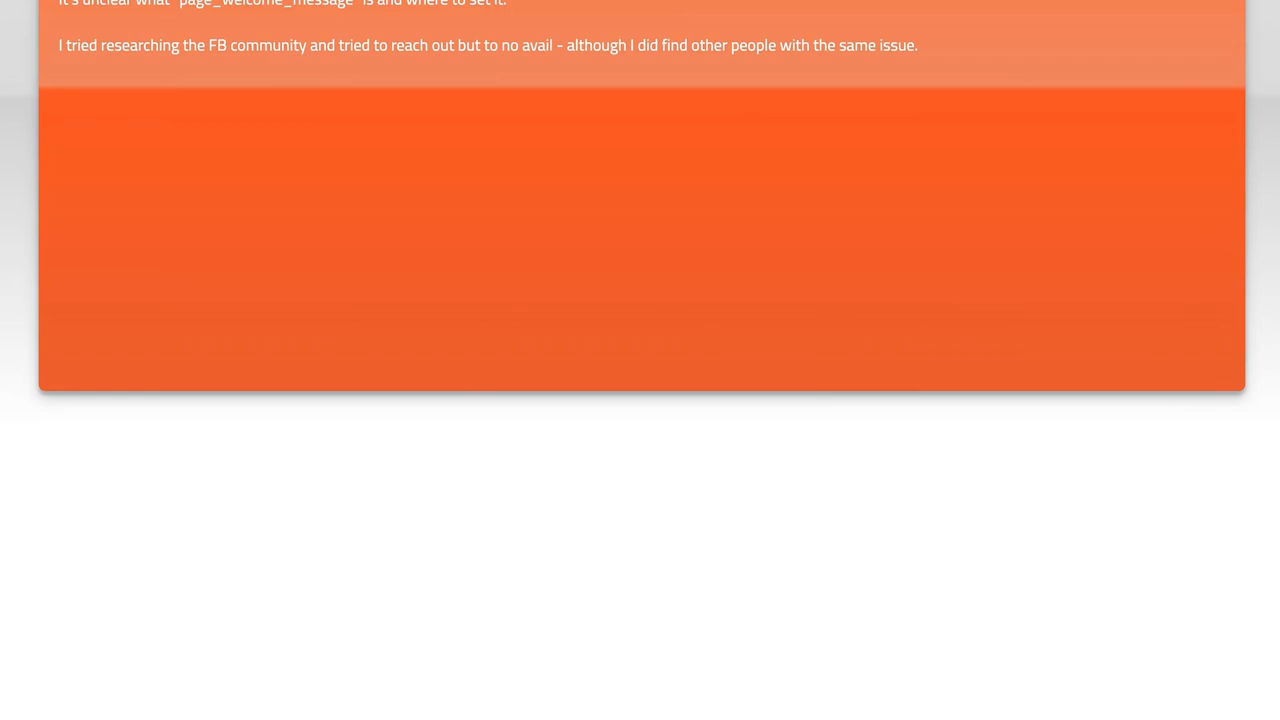 It's unclear what "page_welcome_message" is and where to set it.
I tried researching the FB community and tried to reach out but to no avail - although I did find other people with the same issue.